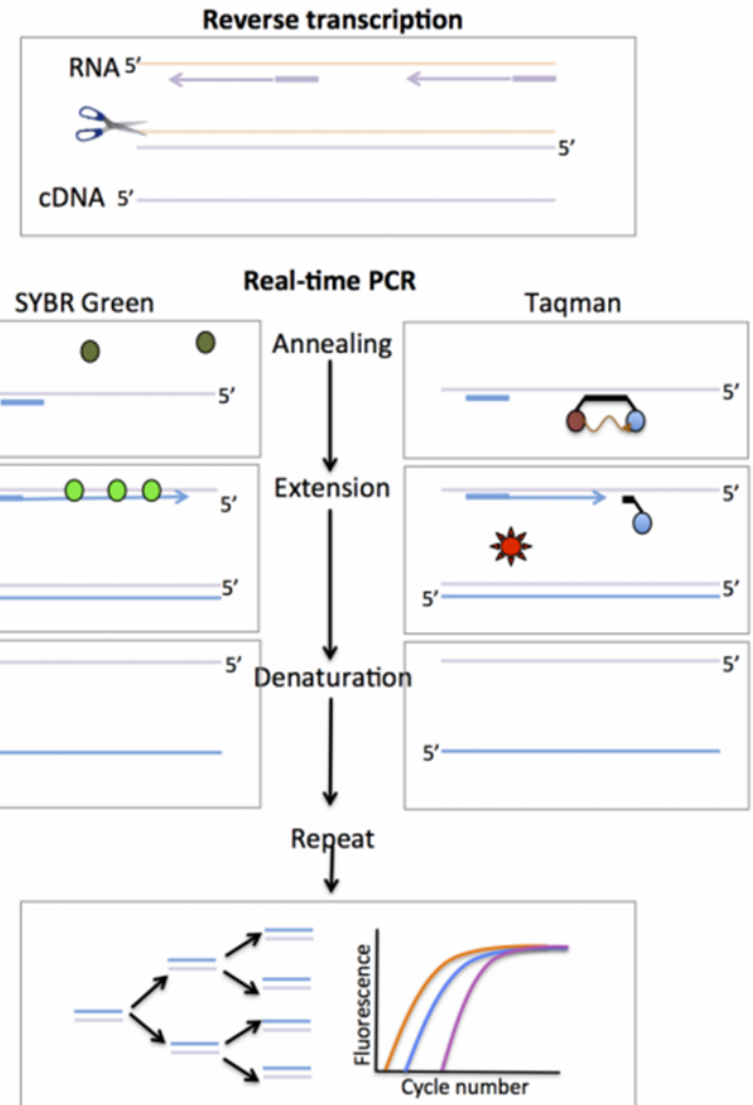 Reverse transcription
RNA 5′
5′
cDNA 5′
Real-time PCR
SYBR Green
Taqman
Annealing
5′
5′
Extension
5′
5′
5′
5′
5′
Denaturation
5′
5′
5′
Repeat
Fluorescence
Cycle number